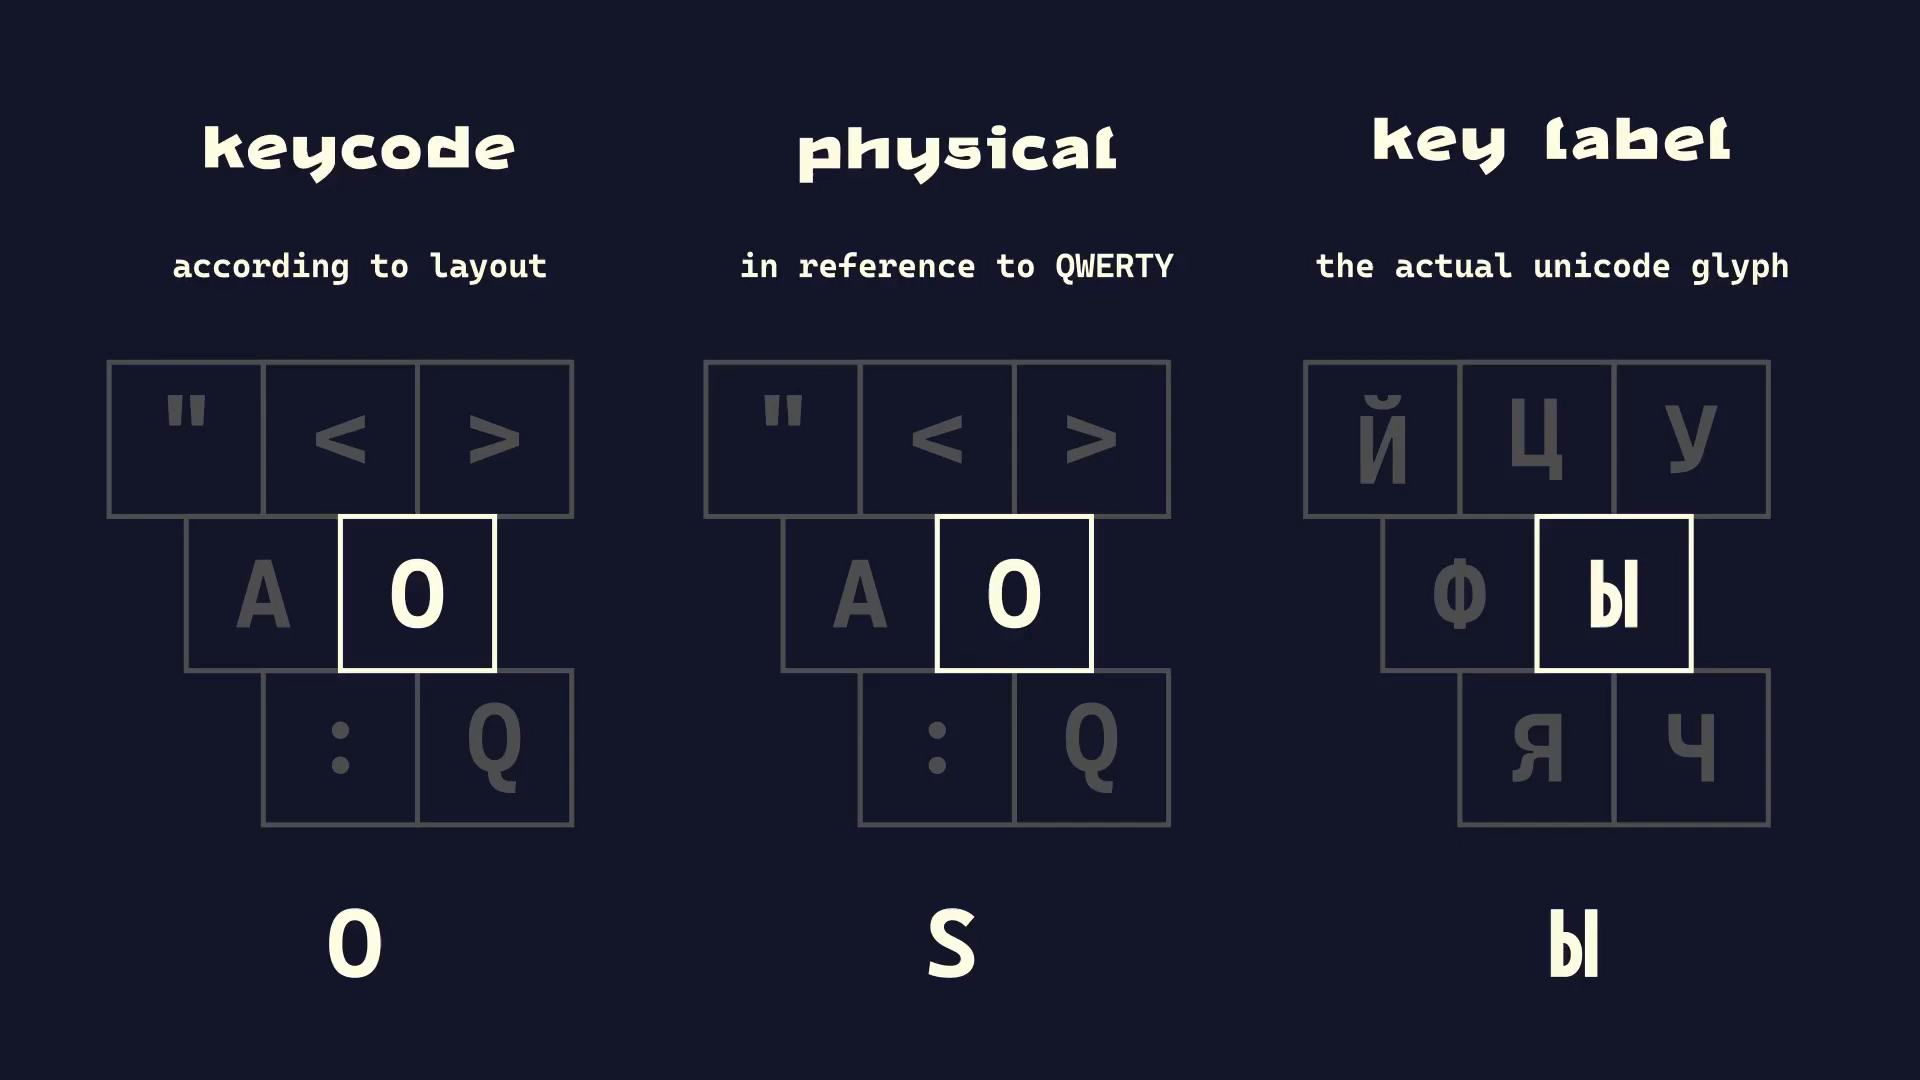 keycode
physical
key label
according to layout
in reference to QWERTY
the actual unicode glyph
" < >
" < >
Й Ц У
A O
A O
Ф Ы
: Q
: Q
Я Ч
O
S
Ы